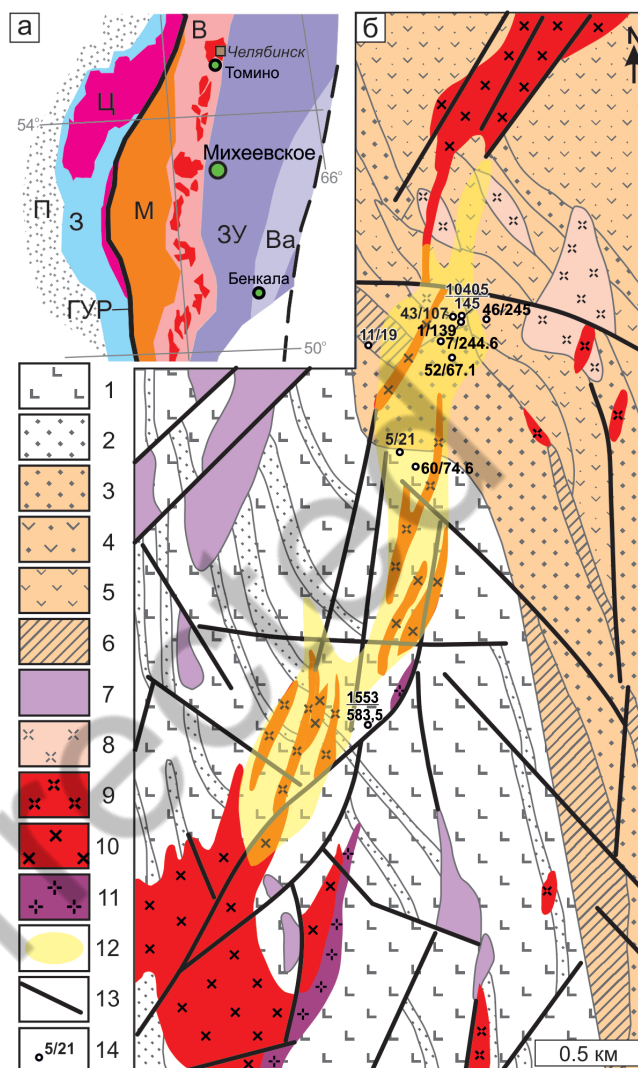 а
В
Челябинск
Томино
Ц
54°
Михеевское
66°
П
З
М
ЗУ
Ва
Бенкала
ГУР
50°
б
N
10405
145
43/107
46/245
1/139
11/19
7/244.6
52/67.1
5/21
60/74.6
1553
583,5
1
2
3
4
5
6
7
8
9
10
11
12
13
5/21
14
0.5 км
rrected